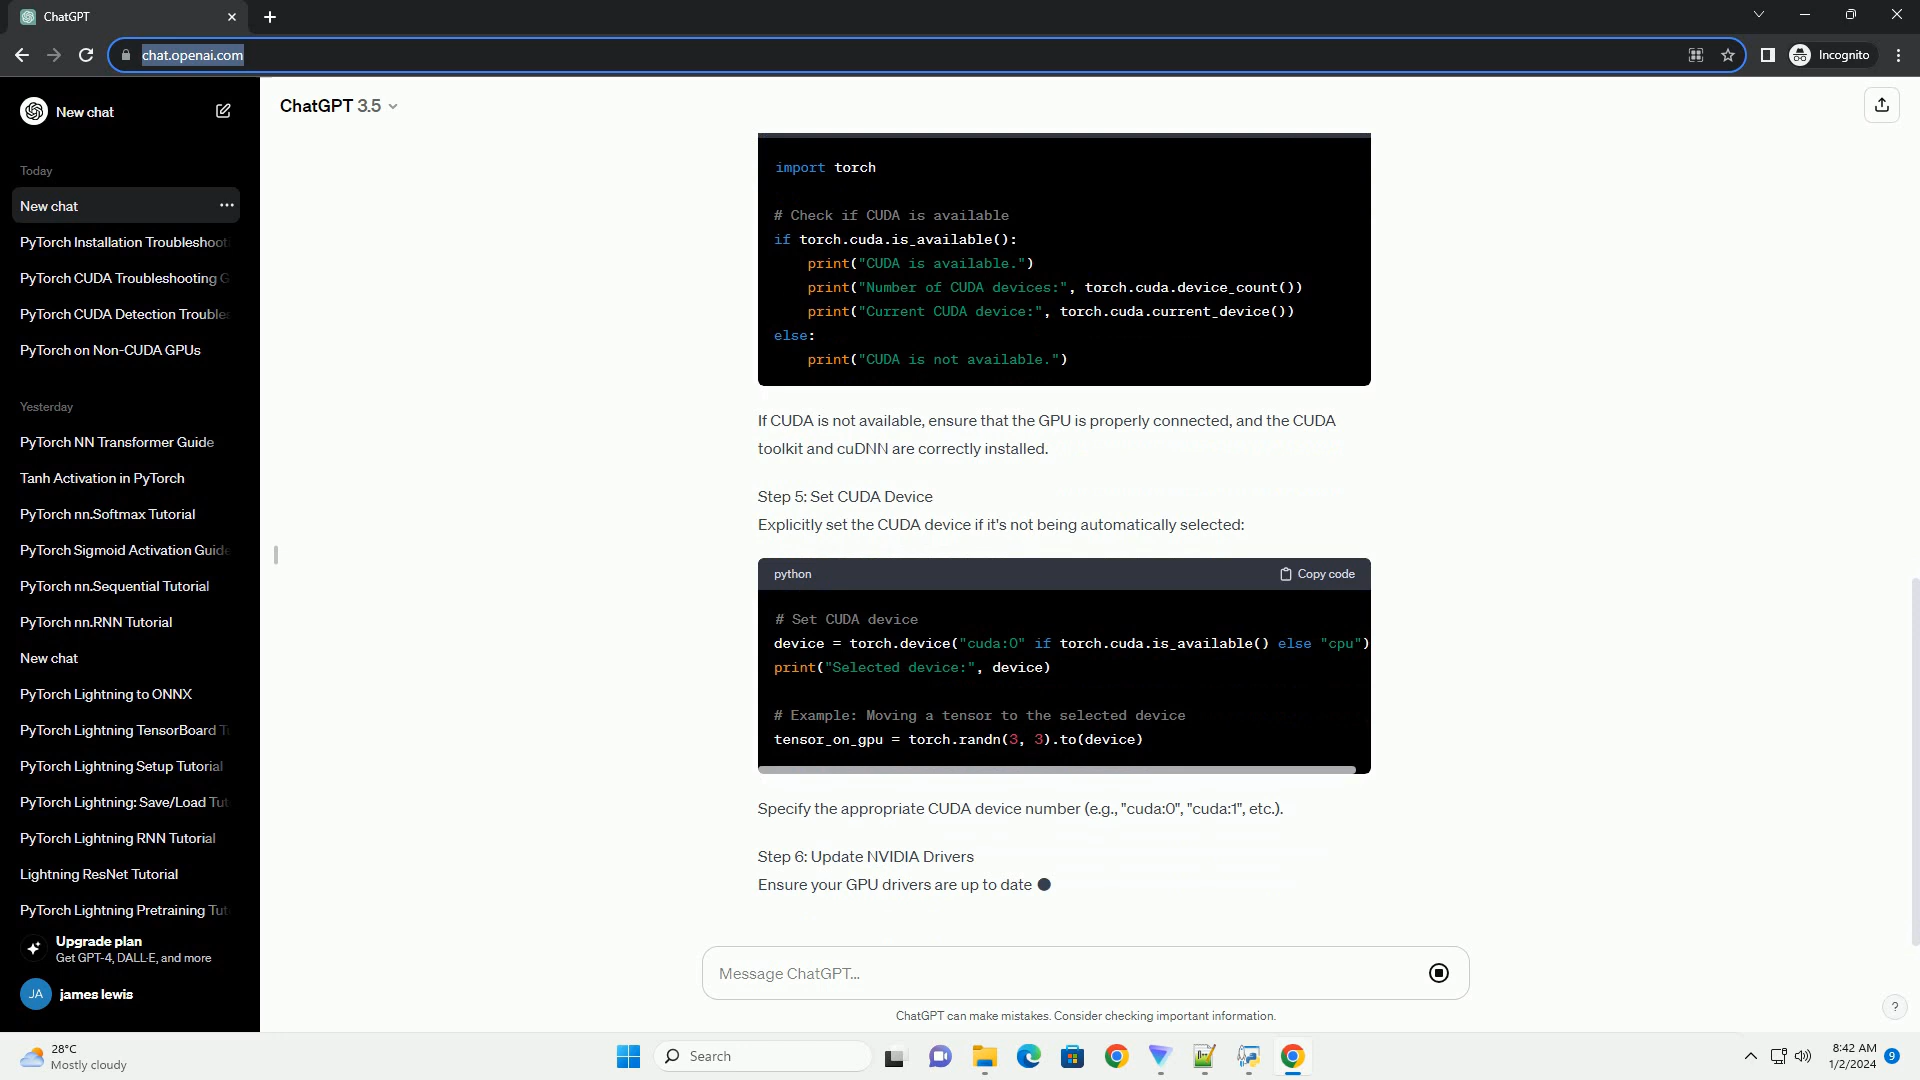 ChatGPT
chat.openai.com
Incognito
New chat
Today
New chat
PyTorch Installation Troubleshoot
PyTorch CUDA Troubleshooting G
PyTorch CUDA Detection Troubles
PyTorch on Non-CUDA GPUs
Yesterday
PyTorch NN Transformer Guide
Tanh Activation in PyTorch
PyTorch nn.Softmax Tutorial
PyTorch Sigmoid Activation Guide
PyTorch nn.Sequential Tutorial
PyTorch nn.RNN Tutorial
New chat
PyTorch Lightning to ONNX
PyTorch Lightning TensorBoard T
PyTorch Lightning Setup Tutorial
PyTorch Lightning: Save/Load Tut
PyTorch Lightning RNN Tutorial
Lightning ResNet Tutorial
PyTorch Lightning Pretraining Tut
Upgrade plan
Get GPT-4, DALL·E, and more
JA james lewis
ChatGPT 3.5
import torch
# Check if CUDA is available
if torch.cuda.is_available():
print("CUDA is available.")
print("Number of CUDA devices:", torch.cuda.device_count())
print("Current CUDA device:", torch.cuda.current_device())
else:
print("CUDA is not available.")
If CUDA is not available, ensure that the GPU is properly connected, and the CUDA
toolkit and cuDNN are correctly installed.
Step 5: Set CUDA Device
Explicitly set the CUDA device if it's not being automatically selected:
python Copy code
# Set CUDA device
device = torch.device("cuda:0" if torch.cuda.is_available() else "cpu")
print("Selected device:", device)
# Example: Moving a tensor to the selected device
tensor_on_gpu = torch.randn(3, 3).to(device)
Specify the appropriate CUDA device number (e.g., "cuda:0", "cuda:1", etc.).
Step 6: Update NVIDIA Drivers
Ensure your GPU drivers are up to date
Message ChatGPT...
ChatGPT can make mistakes. Consider checking important information.
?
28°C
Mostly cloudy
Search
8:42 AM
1/2/2024
9